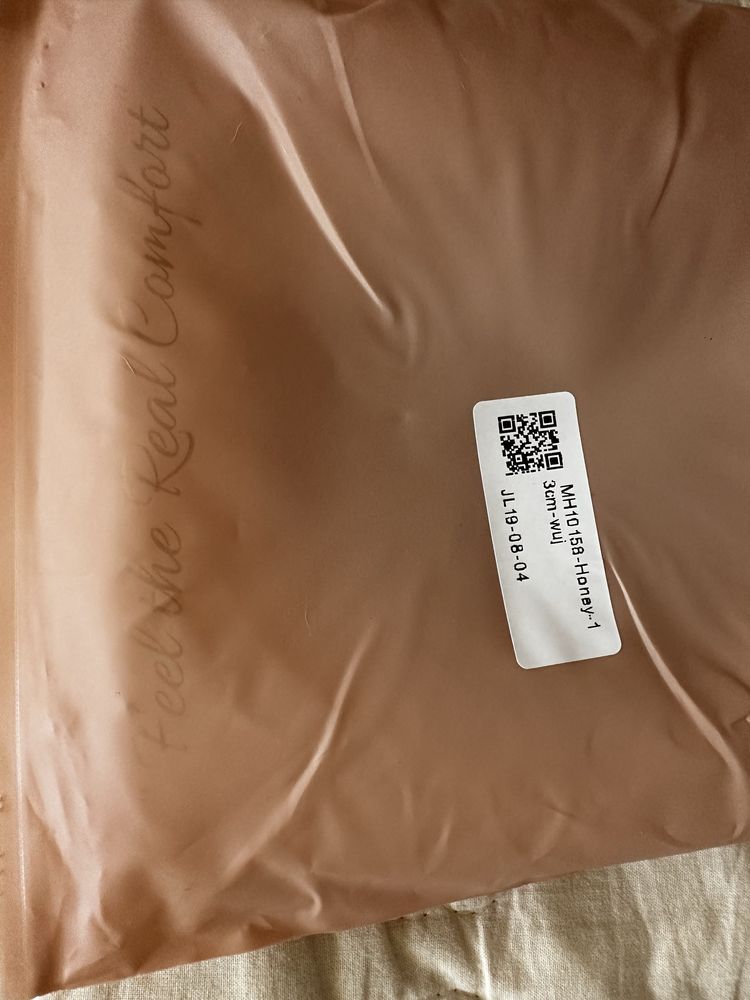 Feel the Real Comfort
MH10158-Honey-1
3cm-wuj
JL19-08-04